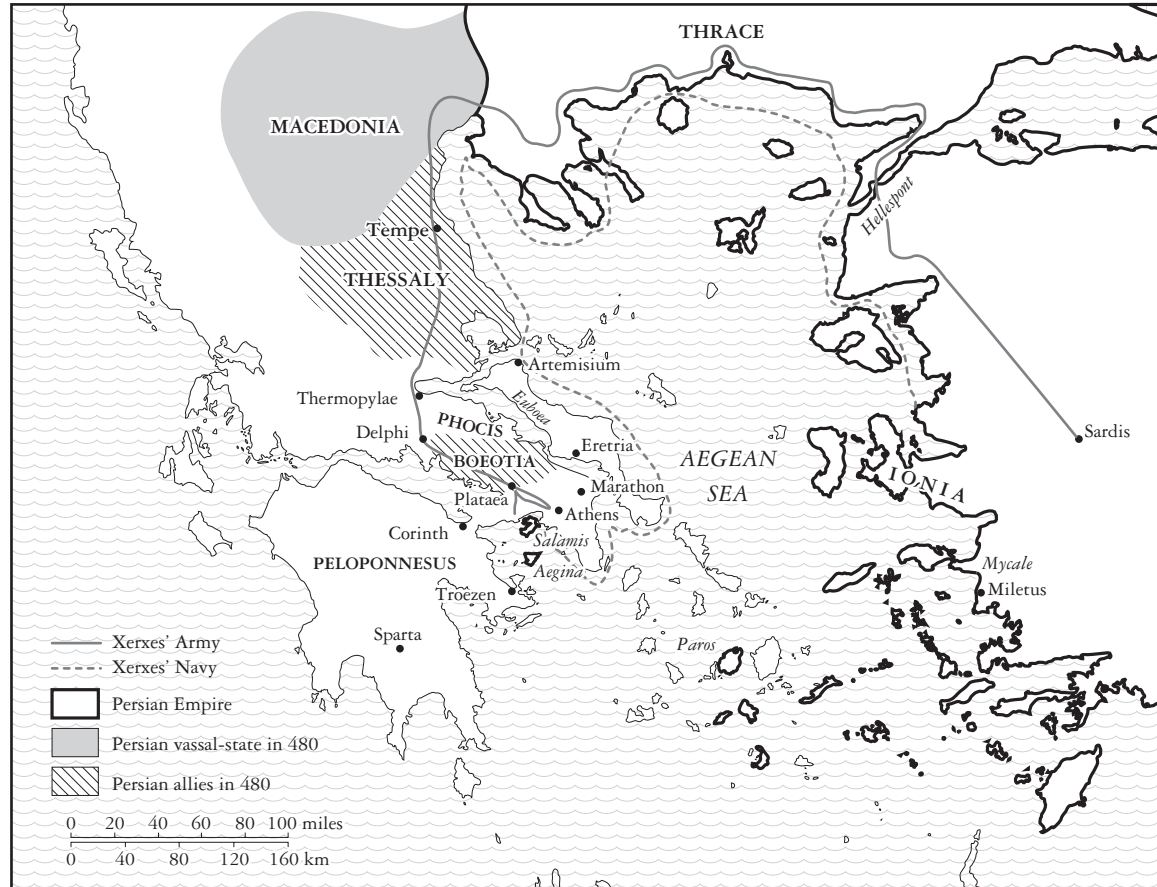 THRACE
MACEDONIA
Hellespont
Tempe
THESSALY
Artemisium
Thermopylae
Euboea
PHOCIS
Delphi
Eretria
Sardis
BOEOTIA
AEGEAN
SEA
IONIA
Marathon
Plataea
Athens
Corinth
Salamis
PELOPONNESUS
Aegina
Mycale
Miletus
Troezen
Sparta
Paros
Xerxes’ Army
Xerxes’ Navy
Persian Empire
Persian vassal-state in 480
Persian allies in 480
0 20 40 60 80 100 miles
0 40 80 120 160 km